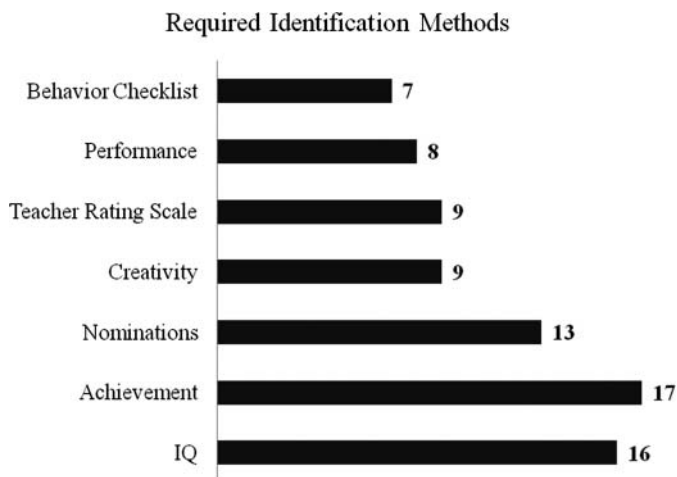 Required Identification Methods
Behavior Checklist 7
Performance 8
Teacher Rating Scale 9
Creativity 9
Nominations 13
Achievement 17
IQ 16